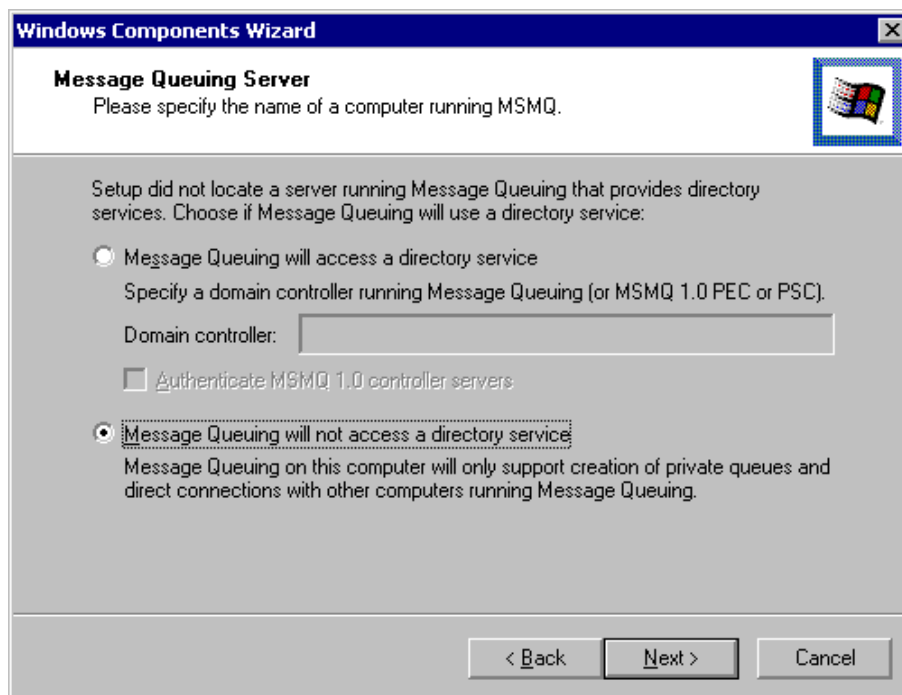 Windows Components Wizard
Message Queuing Server
Please specify the name of a computer running MSMQ.
Setup did not locate a server running Message Queuing that provides directory
services. Choose if Message Queuing will use a directory service:
Message Queuing will access a directory service
Specify a domain controller running Message Queuing (or MSMQ 1.0 PEC or PSC).
Domain controller:
Authenticate MSMQ 1.0 controller servers
Message Queuing will not access a directory service
Message Queuing on this computer will only support creation of private queues and
direct connections with other computers running Message Queuing.
< Back Next > Cancel